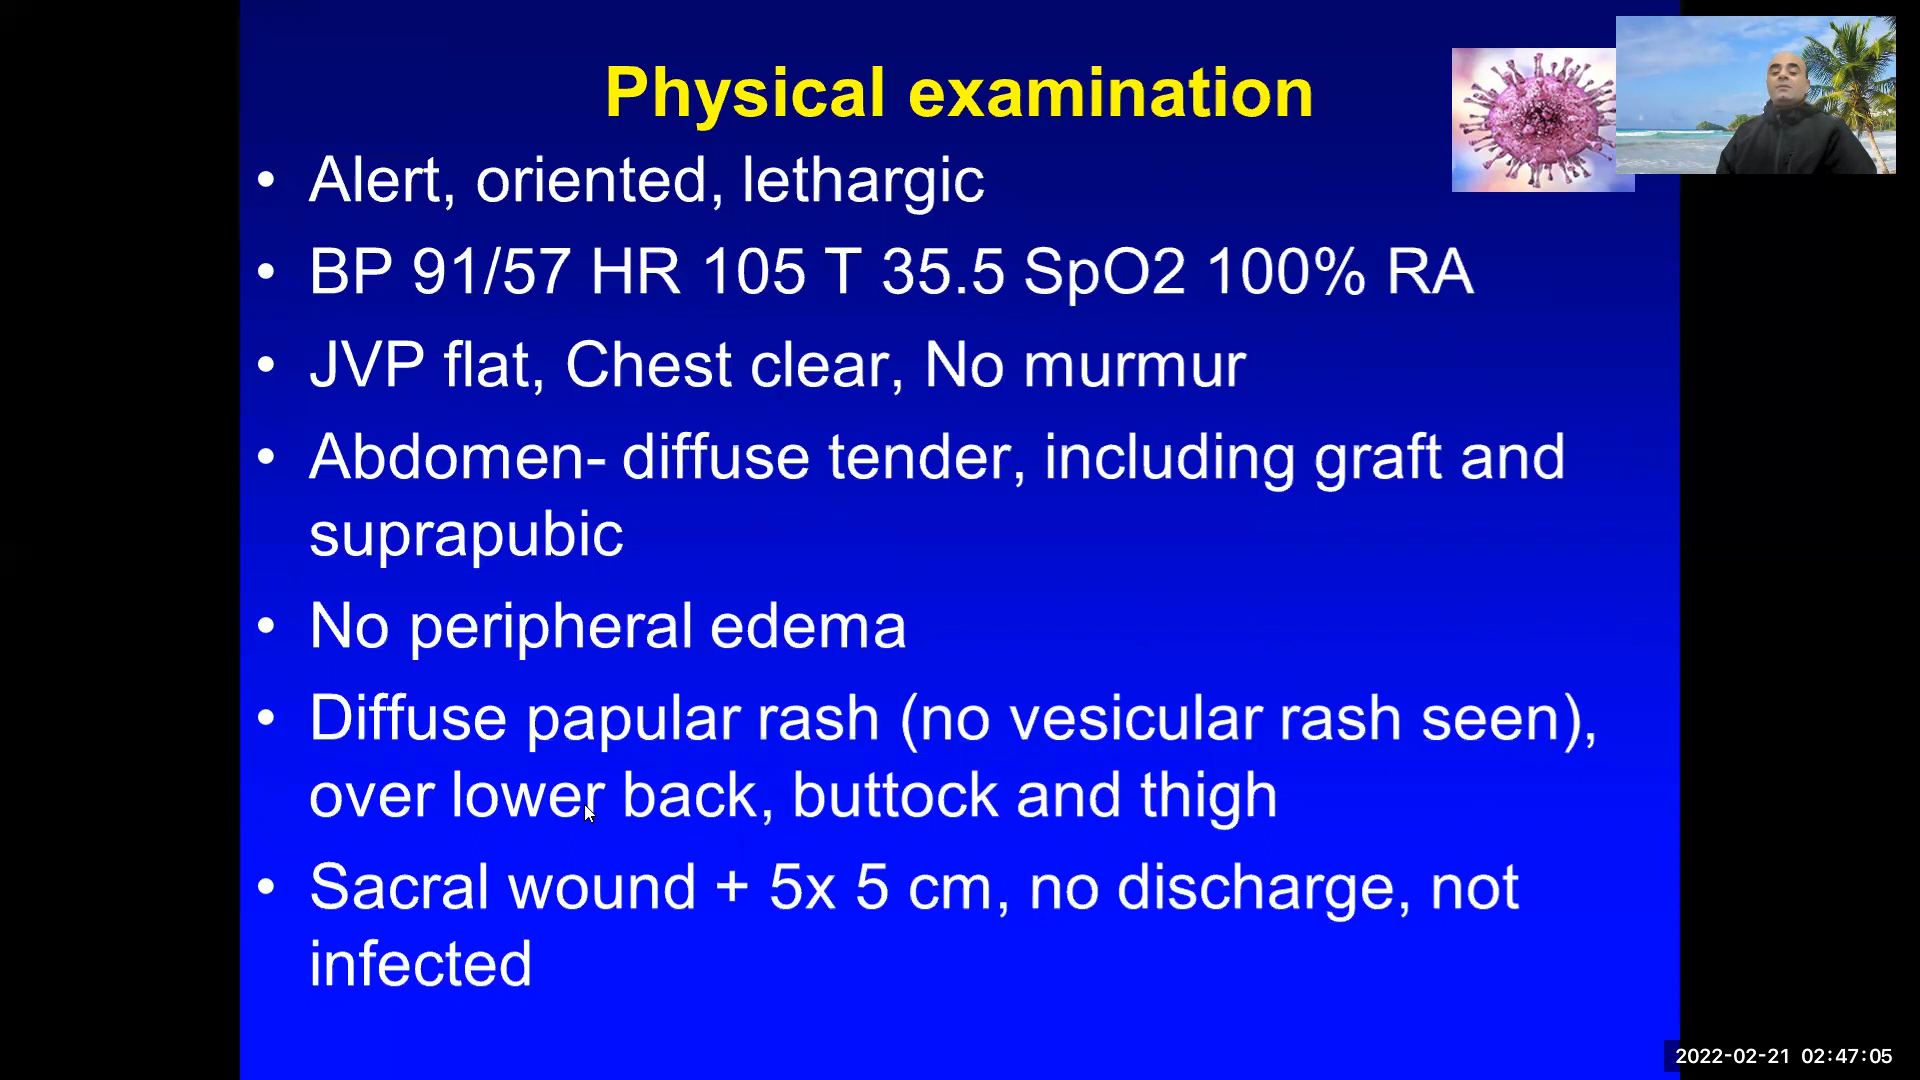 Physical examination
• Alert, oriented, lethargic
• BP 91/57 HR 105 T 35.5 SpO2 100% RA
• JVP flat, Chest clear, No murmur
• Abdomen- diffuse tender, including graft and
suprapubic
• No peripheral edema
• Diffuse papular rash (no vesicular rash seen),
over lower back, buttock and thigh
• Sacral wound + 5x 5 cm, no discharge, not
infected
2022-02-21 02:47:05